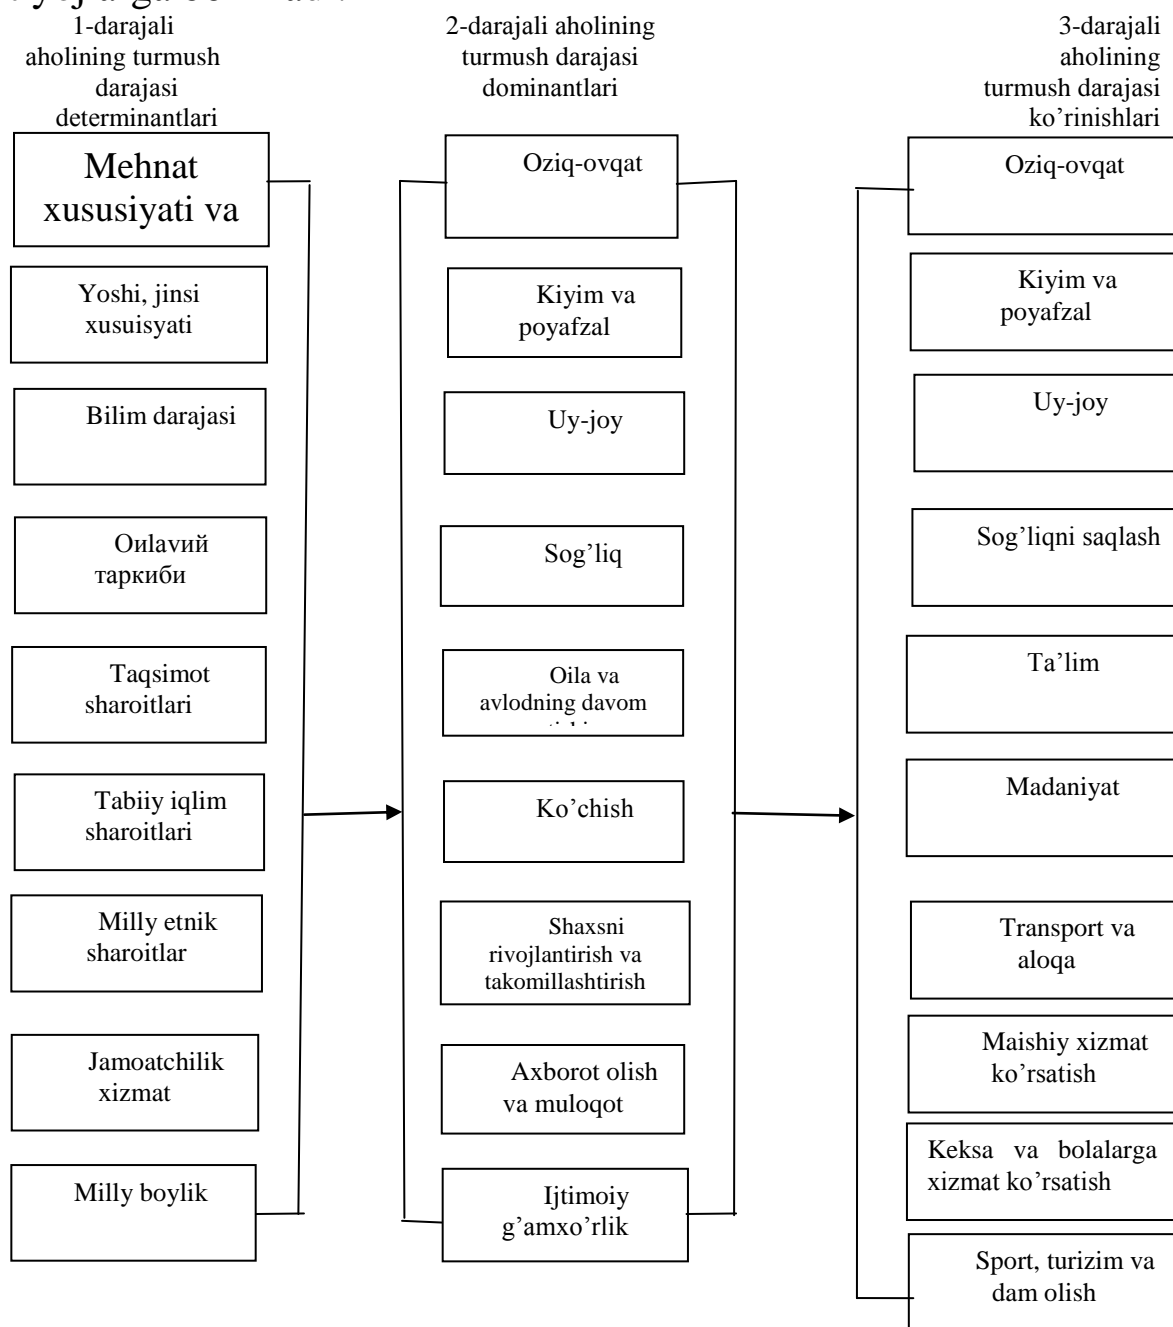 1-darajali
aholining turmush
darajasi
determinantlari
2-darajali aholining
turmush darajasi
dominantlari
3-darajali
aholining
turmush darajasi
ko’rinishlari
Mehnat
xususiyati va
Yoshi, jinsi
xusuisyati
Bilim darajasi
Оиlavий
таркиби
Taqsimot
sharoitlari
Tabiiy iqlim
sharoitlari
Milly etnik
sharoitlar
Jamoatchilik
xizmat
Milly boylik
Oziq-ovqat
Kiyim va
poyafzal
Uy-joy
Sog’liq
Oila va
avlodning davom
Ko’chish
Shaxsni
rivojlantirish va
takomillashtirish
Axborot olish
va muloqot
Ijtimoiy
g’amxo’rlik
Oziq-ovqat
Kiyim va
poyafzal
Uy-joy
Sog’liqni saqlash
Ta’lim
Madaniyat
Transport va
aloqa
Maishiy xizmat
ko’rsatish
Keksa va bolalarga
xizmat ko’rsatish
Sport, turizim va
dam olish